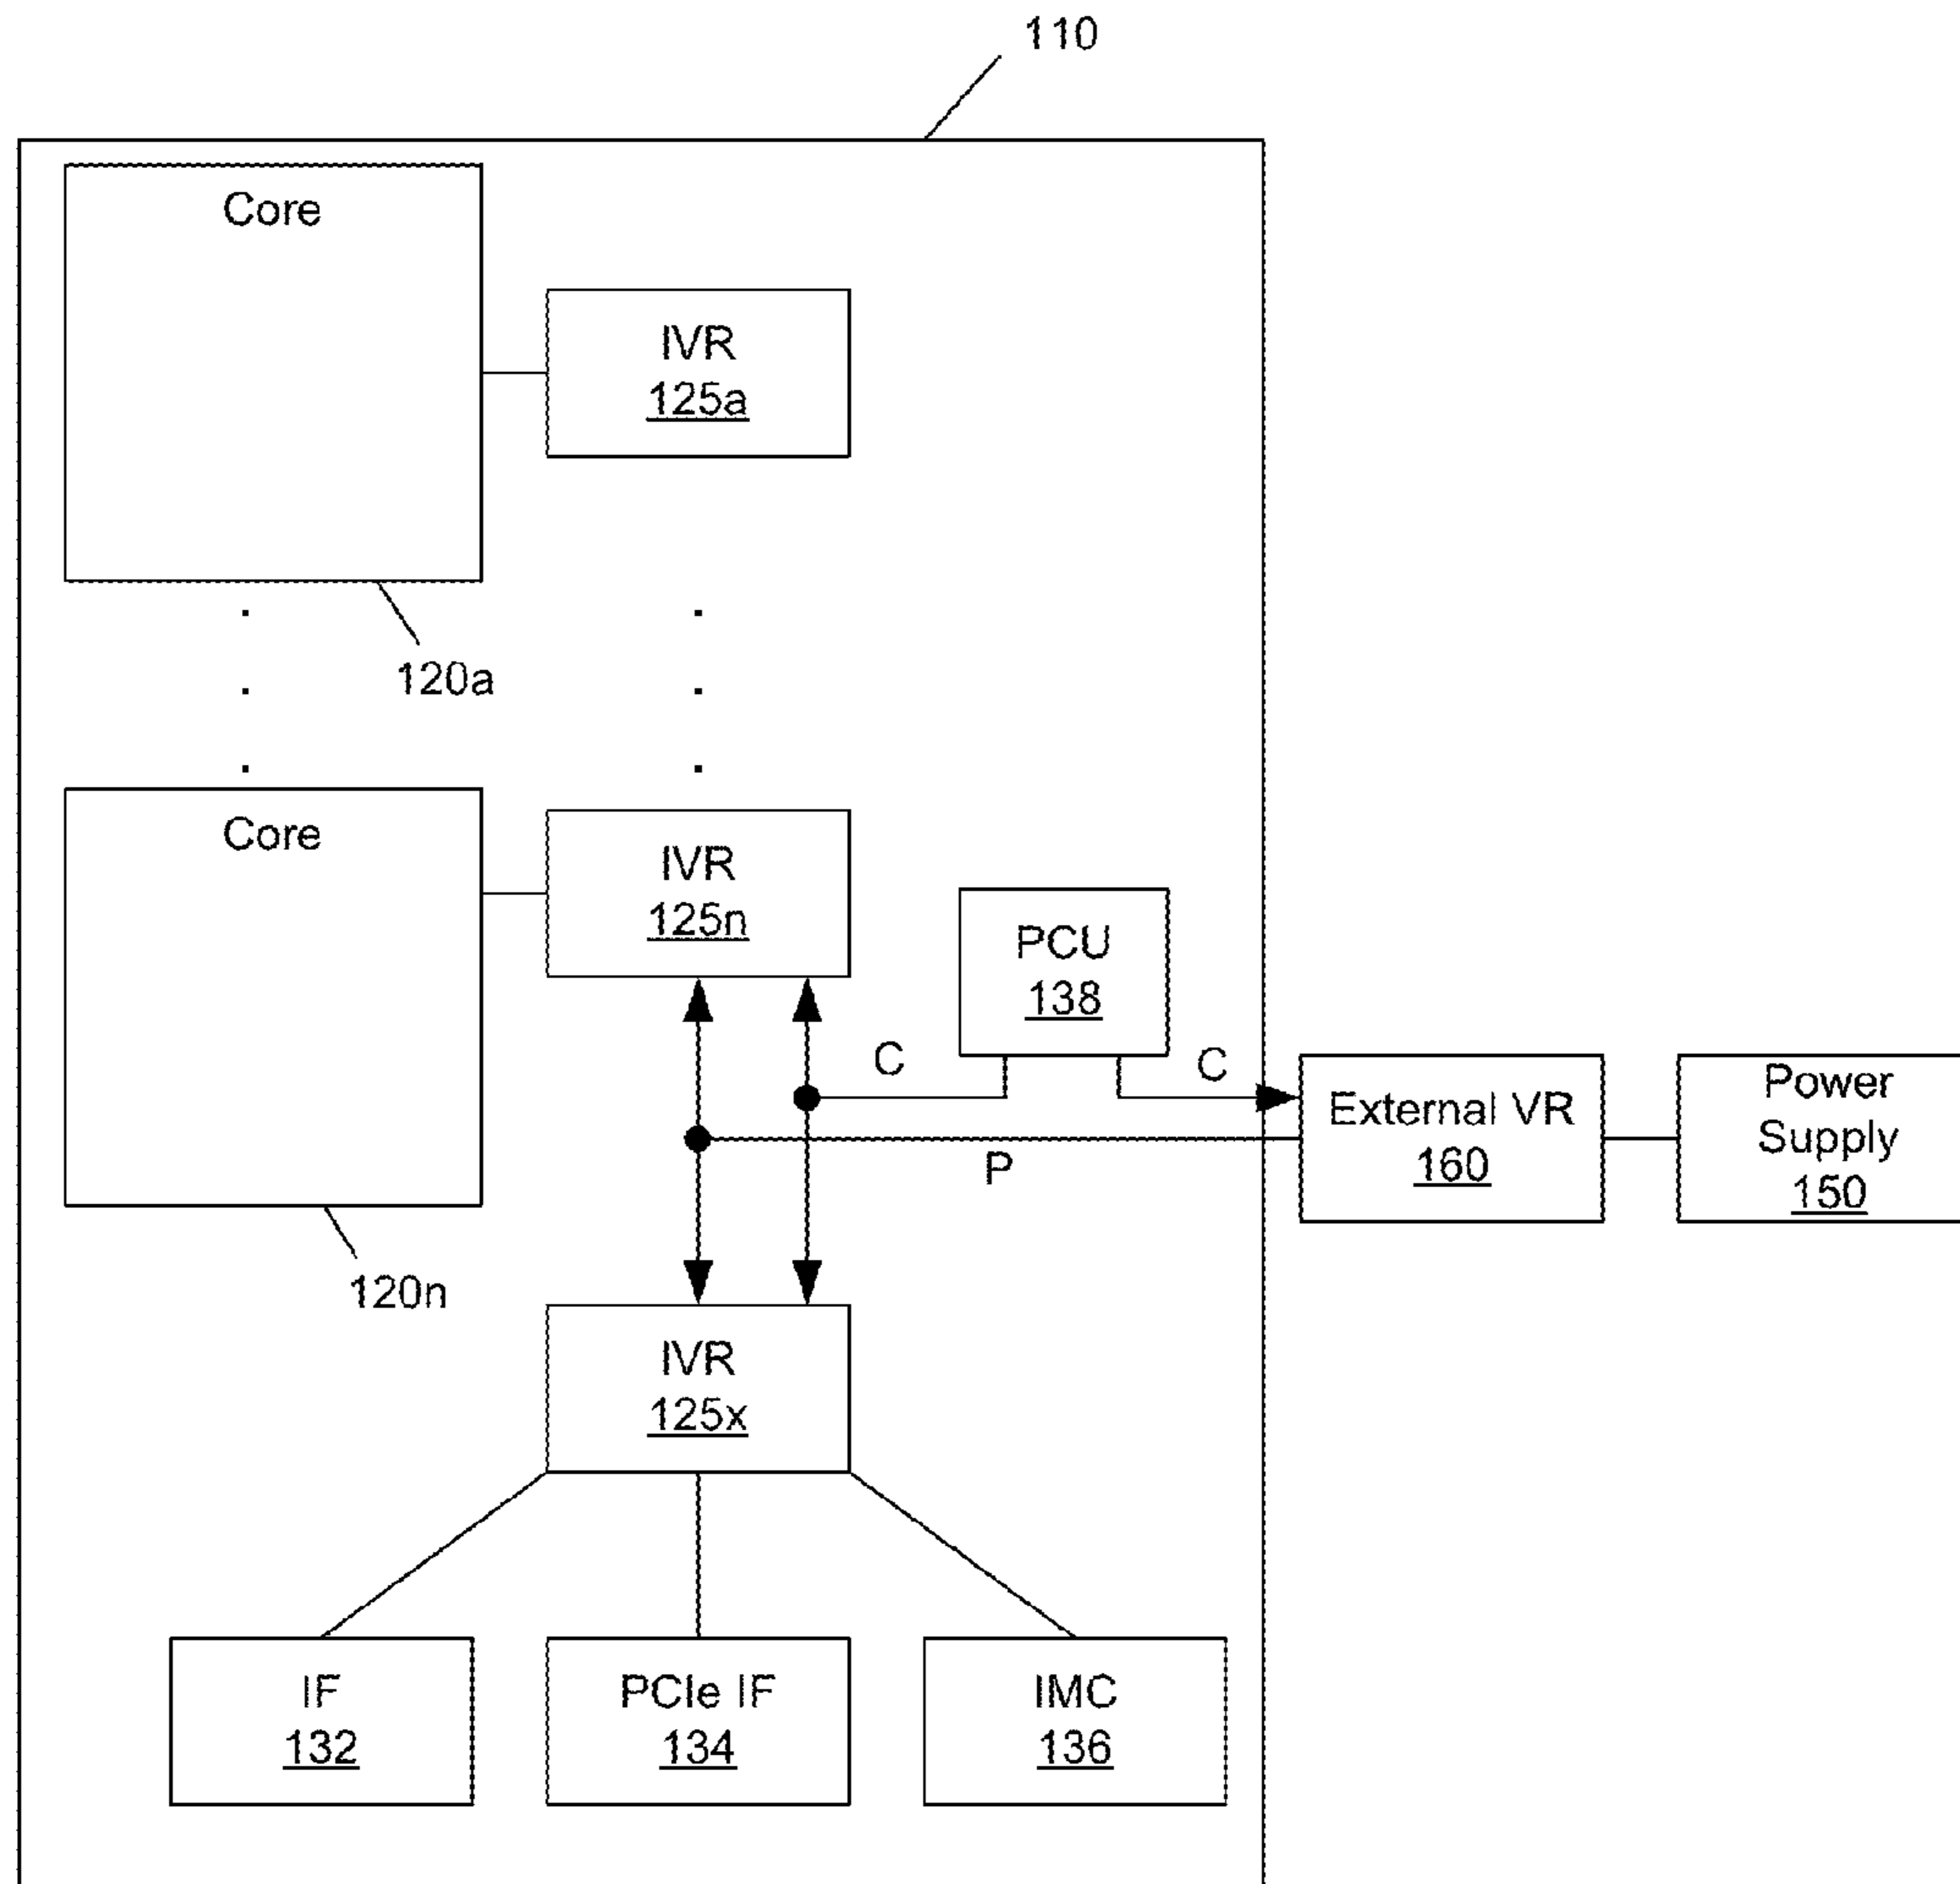 110
Core
IVR
125a
120a
Core
IVR
125n
PCU
138
C
C
External VR
160
Power
Supply
150
P
120n
IVR
125x
IF
132
PCIe IF
134
IMC
136